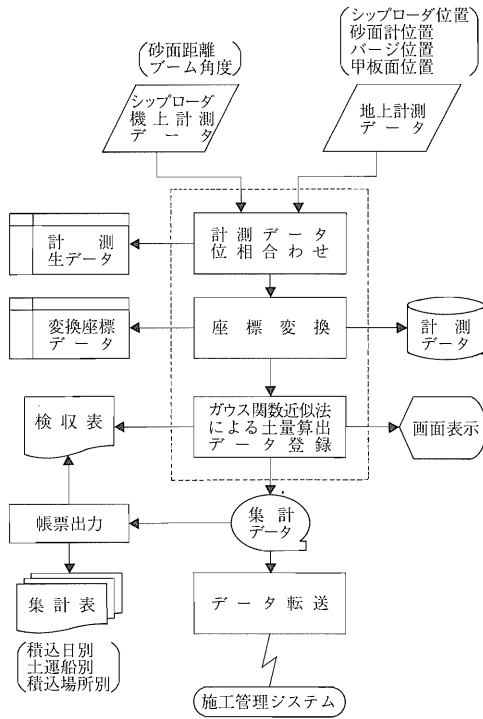 砂面距離
ブーム角度
シップローダ位置
砂面計位置
バージ位置
甲板面位置
シップローダ
機上計測
データ
地上計測
データ
計測データ
位相合わせ
計測
生データ
座標変換
変換座標
データ
計測
データ
ガウス関数近似法
による土量算出
データ登録
検収表
画面表示
集計
データ
帳票出力
集計表
データ転送
積込日別
土運船別
積込場所別
施工管理システム